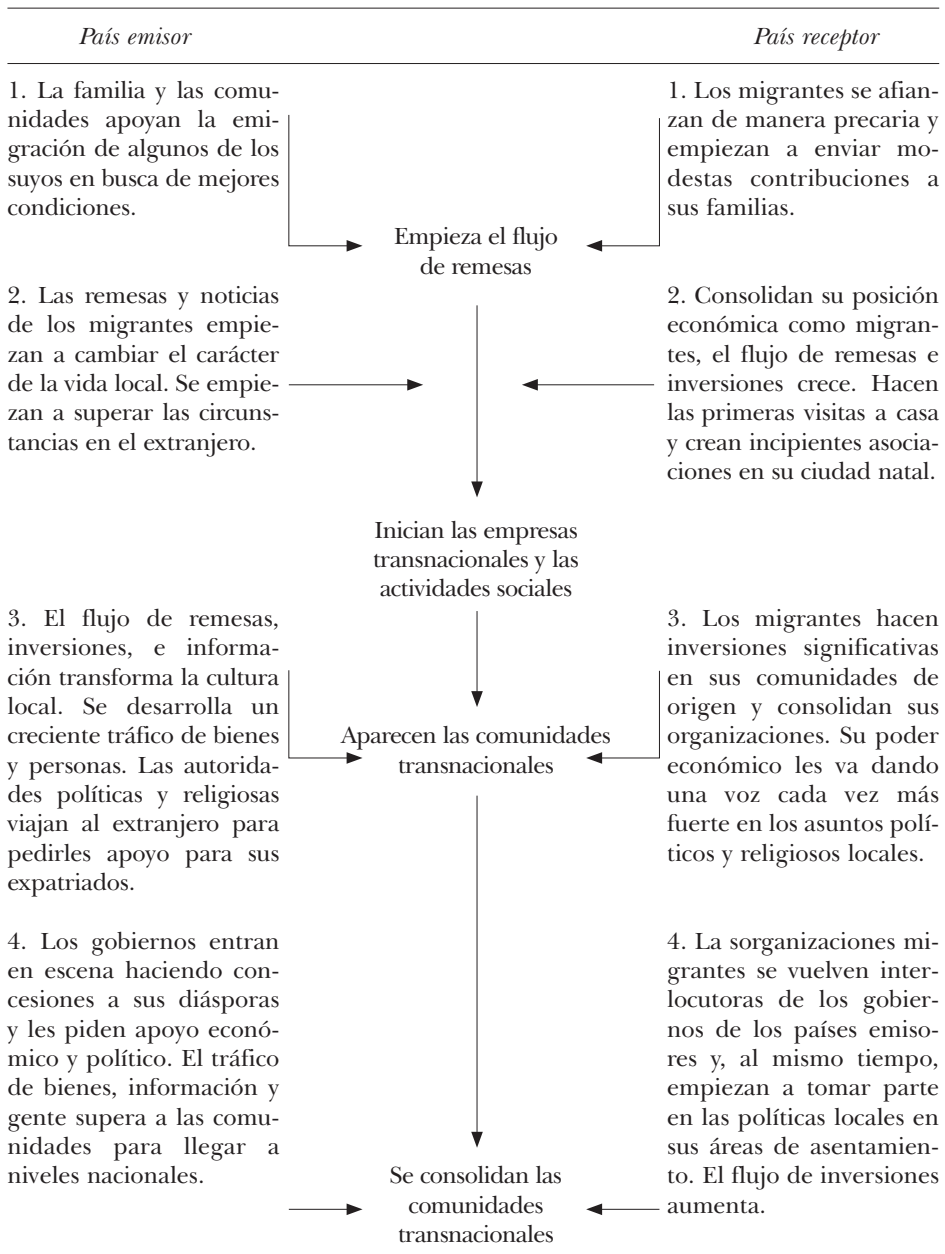 País emisor
País receptor
1. La familia y las comu-
nidades apoyan la emi-
gración de algunos de los
suyos en busca de mejores
condiciones.
1. Los migrantes se afian-
zan de manera precaria y
empiezan a enviar mo-
destas contribuciones a
sus familias.
Empieza el flujo
de remesas
2. Las remesas y noticias
de los migrantes empie-
zan a cambiar el carácter
de la vida local. Se empie-
zan a superar las circuns-
tancias en el extranjero.
2. Consolidan su posición
económica como migran-
tes, el flujo de remesas e
inversiones crece. Hacen
las primeras visitas a casa
y crean incipientes asocia-
ciones en su ciudad natal.
Inician las empresas
transnacionales y las
actividades sociales
3. El flujo de remesas,
inversiones, e informa-
ción transforma la cultura
local. Se desarrolla un
creciente tráfico de bienes
y personas. Las autorida-
des políticas y religiosas
viajan al extranjero para
pedirles apoyo para sus
expatriados.
3. Los migrantes hacen
inversiones significativas
en sus comunidades de
origen y consolidan sus
organizaciones. Su poder
económico les va dando
una voz cada vez más
fuerte en los asuntos polí-
ticos y religiosos locales.
Aparecen las comunidades
transnacionales
4. Los gobiernos entran
en escena haciendo con-
cesiones a sus diásporas
y les piden apoyo econó-
mico y político. El tráfico
de bienes, información y
gente supera a las comu-
nidades para llegar a
niveles nacionales.
4. La sorganizaciones mi-
grantes se vuelven inter-
locutoras de los gobier-
nos de los países emiso-
res y, al mismo tiempo,
empiezan a tomar parte
en las políticas locales en
sus áreas de asentamien-
to. El flujo de inversiones
aumenta.
Se consolidan las
comunidades
transnacionales